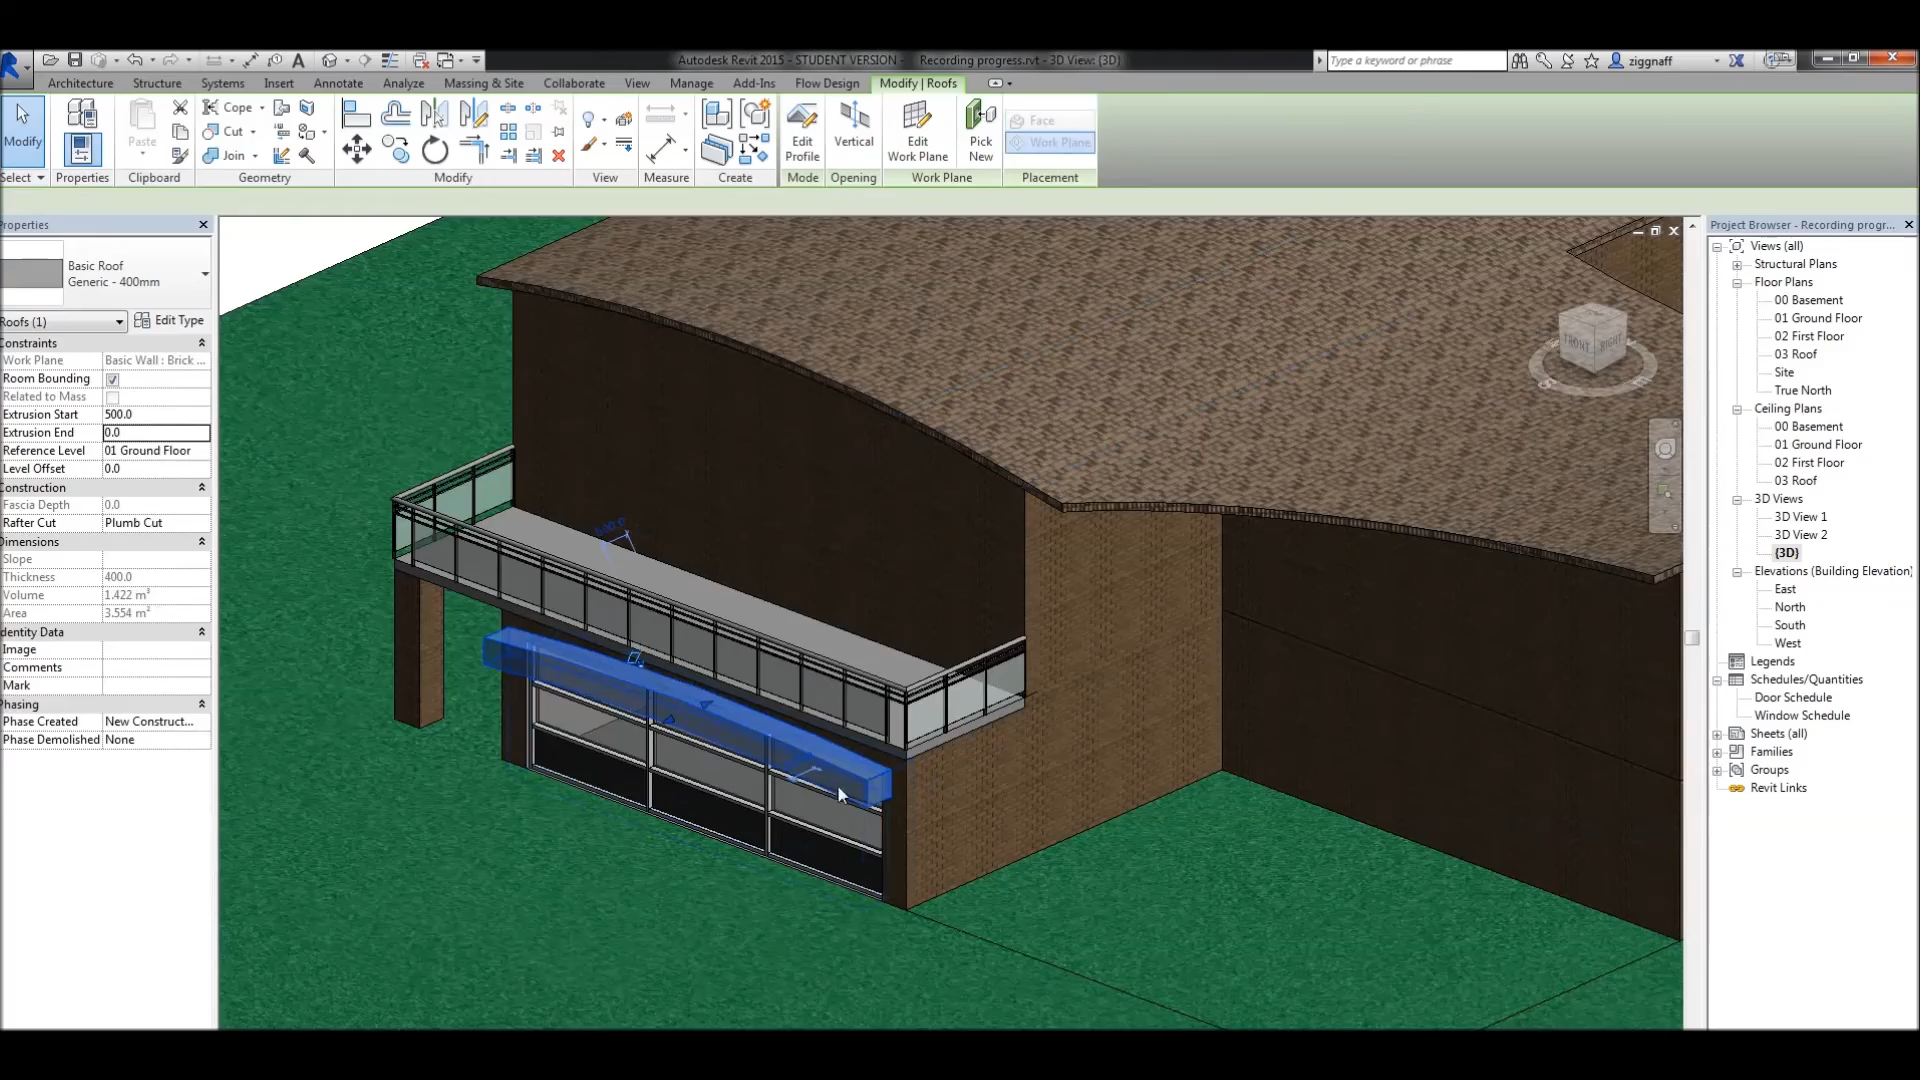 Autodesk Revit 2015 - STUDENT VERSION - Recording progress.rvt - 3D View: {3D}
Type a keyword or phrase
ziggnaff
Architecture Structure Systems Insert Annotate Analyze Massing & Site Collaborate View Manage Add-Ins Flow Design Modify | Roofs
Modify
Paste
Cope
Cut
Join
Edit Profile
Vertical
Edit Work Plane
Pick New
Face
Work Plane
Select Properties Clipboard Geometry Modify View Measure Create Mode Opening Work Plane Placement
Properties
Basic Roof
Generic - 400mm
Roofs (1) Edit Type
Constraints
Work Plane Basic Wall : Brick ...
Room Bounding
Related to Mass
Extrusion Start 500.0
Extrusion End 0.0
Reference Level 01 Ground Floor
Level Offset 0.0
Construction
Fascia Depth 0.0
Rafter Cut Plumb Cut
Dimensions
Slope
Thickness 400.0
Volume 1.422 m³
Area 3.554 m²
Identity Data
Image
Comments
Mark
Phasing
Phase Created New Construct...
Phase Demolished None
FRONT RIGHT
Project Browser - Recording progr...
Views (all)
Structural Plans
Floor Plans
00 Basement
01 Ground Floor
02 First Floor
03 Roof
Site
True North
Ceiling Plans
00 Basement
01 Ground Floor
02 First Floor
03 Roof
3D Views
3D View 1
3D View 2
{3D}
Elevations (Building Elevation)
East
North
South
West
Legends
Schedules/Quantities
Door Schedule
Window Schedule
Sheets (all)
Families
Groups
Revit Links